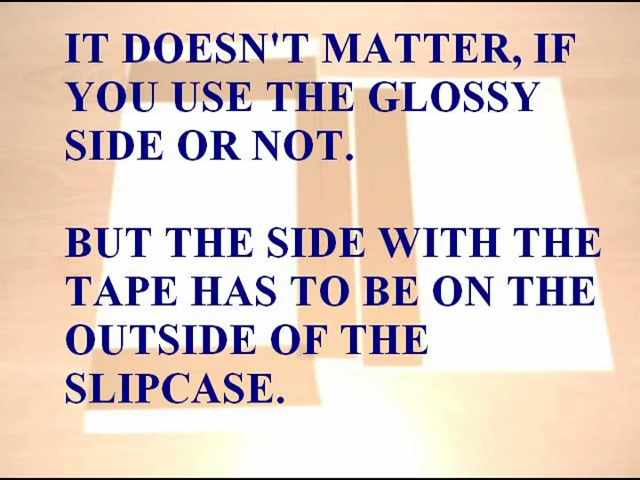 IT DOESN'T MATTER, IF
YOU USE THE GLOSSY
SIDE OR NOT.
BUT THE SIDE WITH THE
TAPE HAS TO BE ON THE
OUTSIDE OF THE
SLIPCASE.